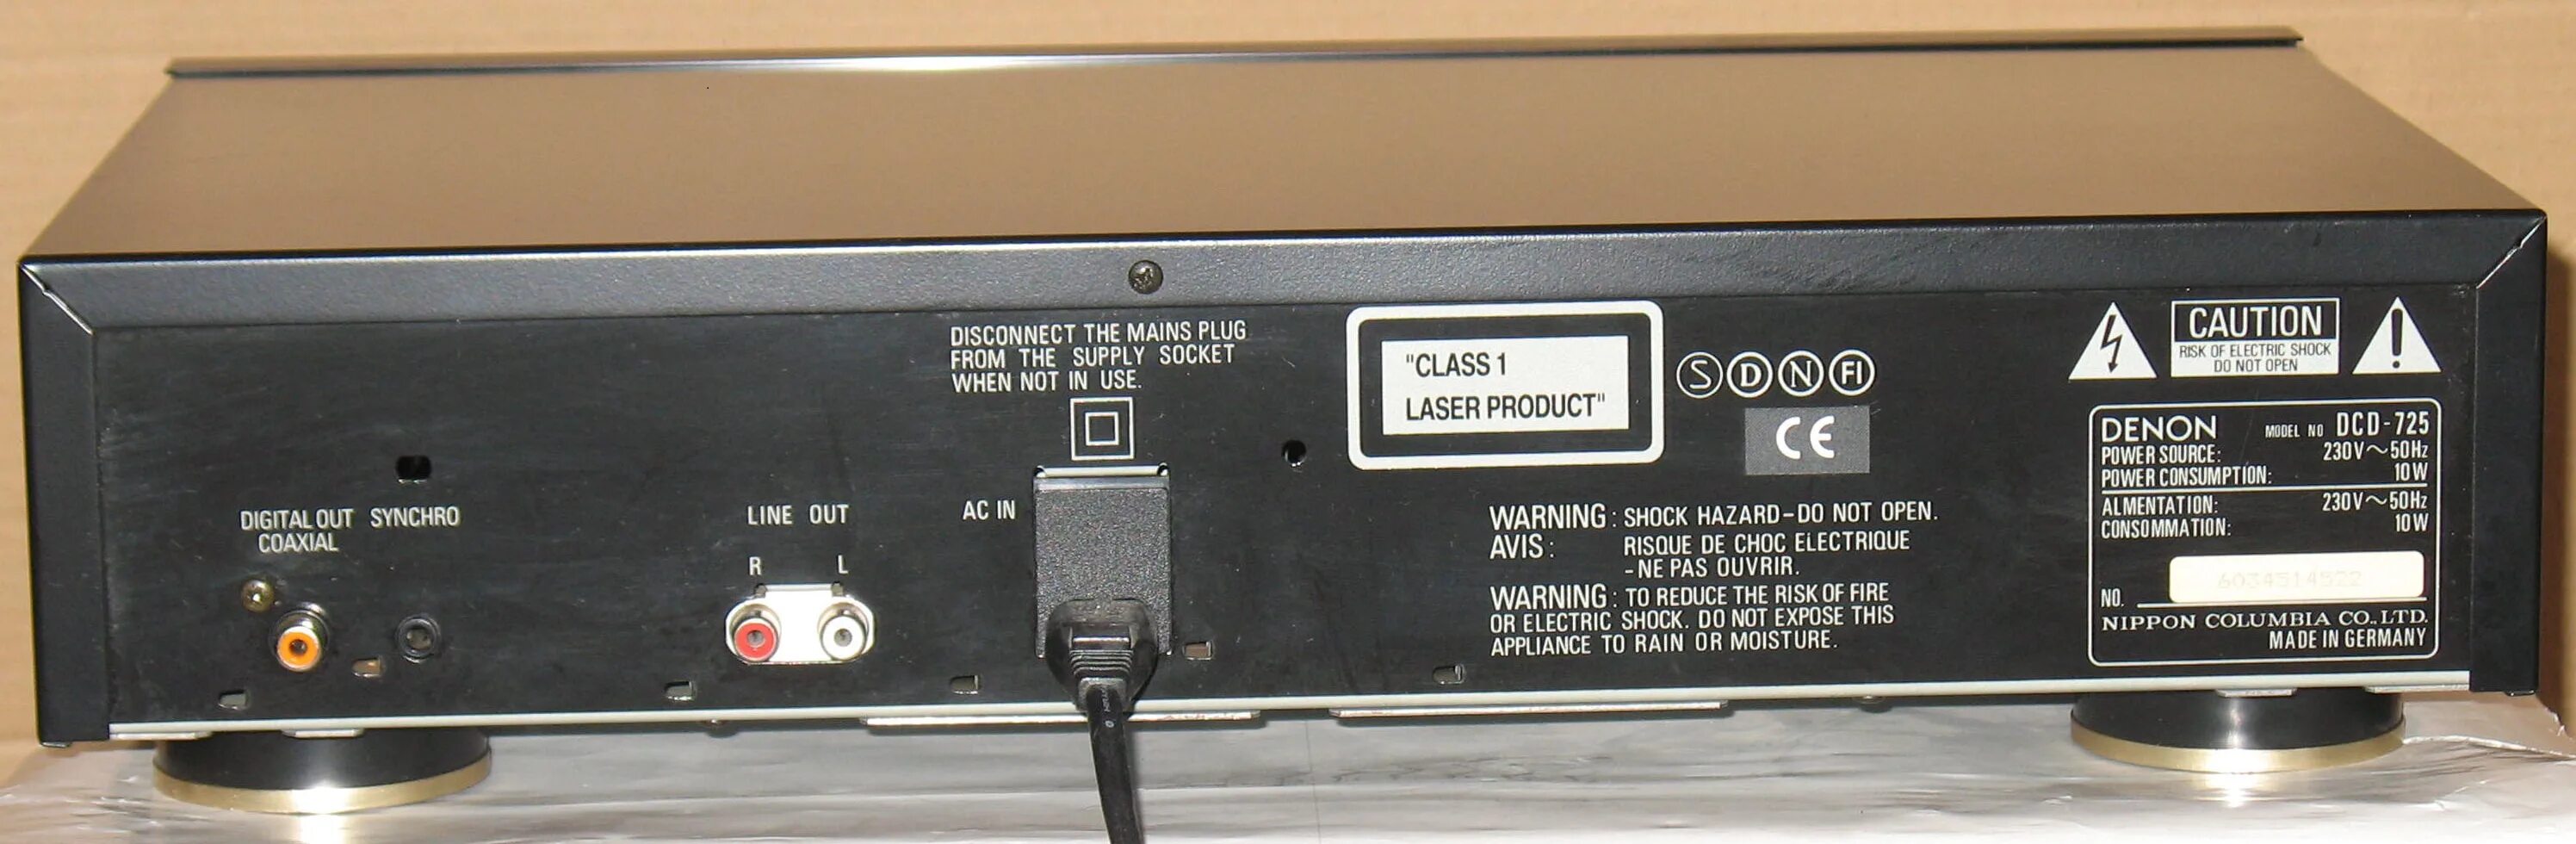 DISCONNECT THE MAINS PLUG
FROM THE SUPPLY SOCKET
WHEN NOT IN USE.
DIGITAL OUT
COAXIAL
SYNCHRO
LINE OUT
R L
AC IN
"CLASS 1
LASER PRODUCT"
S D N FI
CE
WARNING: SHOCK HAZARD-DO NOT OPEN.
AVIS: RISQUE DE CHOC ELECTRIQUE
-NE PAS OUVRIR.
WARNING: TO REDUCE THE RISK OF FIRE
OR ELECTRIC SHOCK. DO NOT EXPOSE THIS
APPLIANCE TO RAIN OR MOISTURE.
CAUTION
RISK OF ELECTRIC SHOCK
DO NOT OPEN
DENON MODEL NO DCD-725
POWER SOURCE: 230V~50Hz
POWER CONSUMPTION: 10W
ALMENTATION: 230V~50Hz
CONSOMMATION: 10W
NO. 6034514522
NIPPON COLUMBIA CO.,LTD.
MADE IN GERMANY